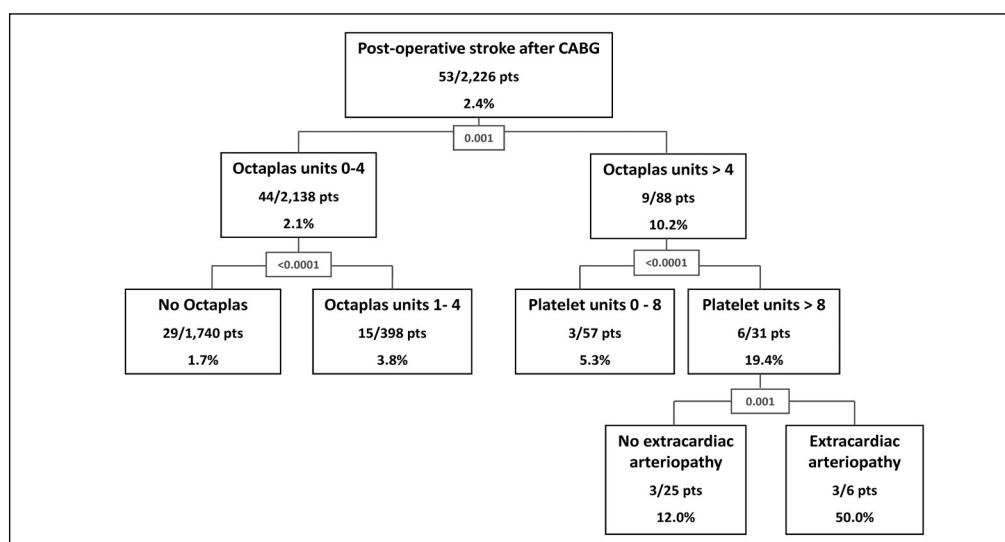 Post-operative stroke after CABG
53/2,226 pts
2.4%
0.001
Octaplas units 0-4
44/2,138 pts
2.1%
Octaplas units > 4
9/88 pts
10.2%
<0.0001
<0.0001
No Octaplas
29/1,740 pts
1.7%
Octaplas units 1- 4
15/398 pts
3.8%
Platelet units 0 - 8
3/57 pts
5.3%
Platelet units > 8
6/31 pts
19.4%
0.001
No extracardiac
arteriopathy
3/25 pts
12.0%
Extracardiac
arteriopathy
3/6 pts
50.0%